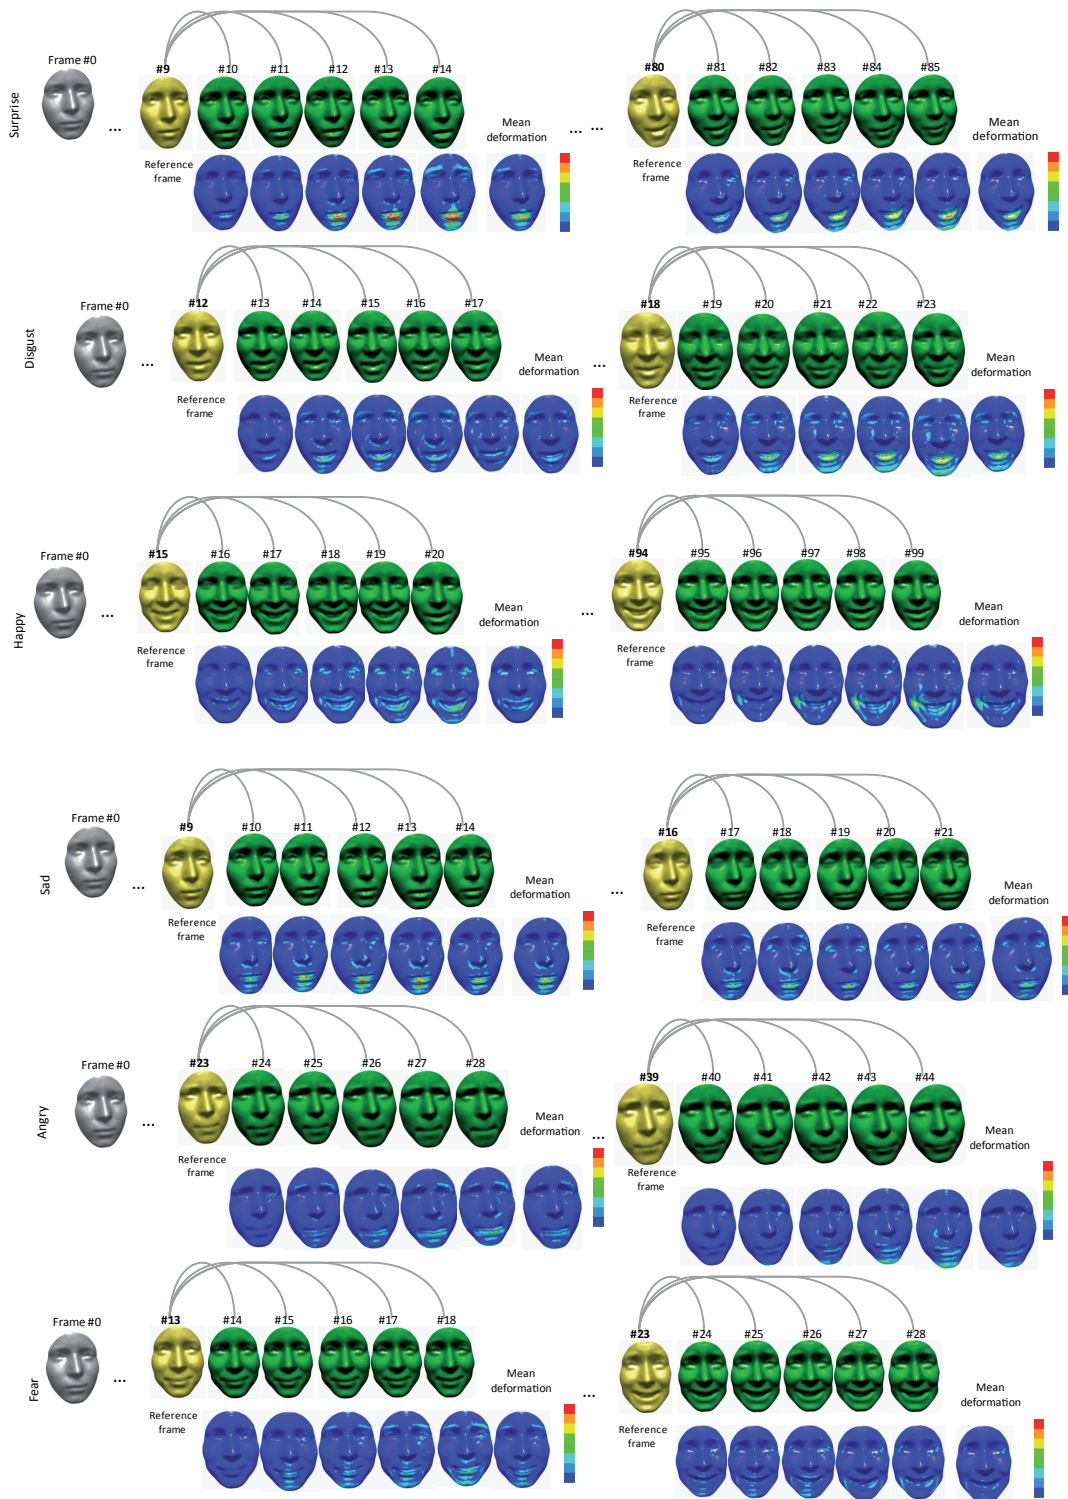 Surprise
Frame #0
...
#9
#10
#11
#12
#13
#14
Mean
deformation
Reference
frame
... ...
#80
#81
#82
#83
#84
#85
Mean
deformation
Reference
frame
Disgust
Frame #0
...
#12
#13
#14
#15
#16
#17
Mean
deformation
Reference
frame
...
#18
#19
#20
#21
#22
#23
Mean
deformation
Reference
frame
Happy
Frame #0
...
#15
#16
#17
#18
#19
#20
Mean
deformation
Reference
frame
...
#94
#95
#96
#97
#98
#99
Mean
deformation
Reference
frame
Sad
Frame #0
...
#9
#10
#11
#12
#13
#14
Mean
deformation
Reference
frame
...
#16
#17
#18
#19
#20
#21
Mean
deformation
Reference
frame
Angry
Frame #0
...
#23
#24
#25
#26
#27
#28
Mean
deformation
Reference
frame
...
#39
#40
#41
#42
#43
#44
Mean
deformation
Reference
frame
Fear
Frame #0
...
#13
#14
#15
#16
#17
#18
Mean
deformation
Reference
frame
...
#23
#24
#25
#26
#27
#28
Mean
deformation
Reference
frame